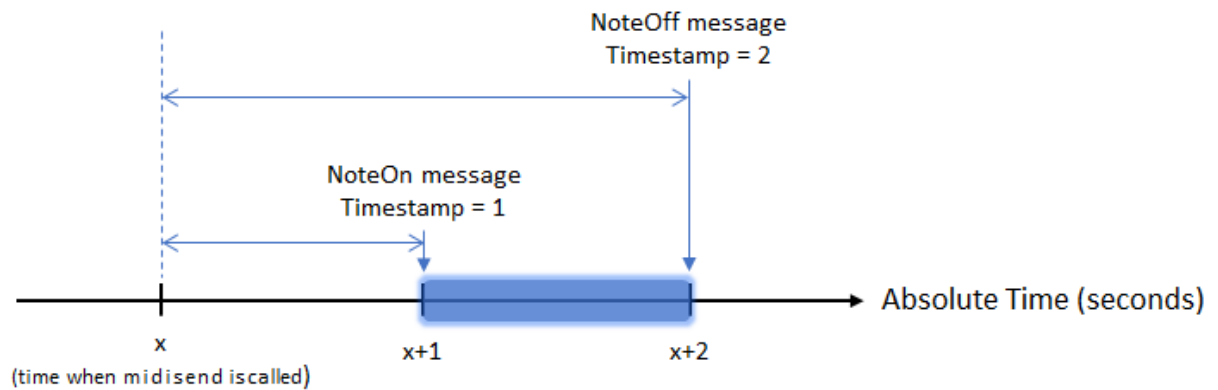 NoteOff message
Timestamp = 2
NoteOn message
Timestamp = 1
Absolute Time (seconds)
x
x+1
x+2
(time when midisend iscalled)